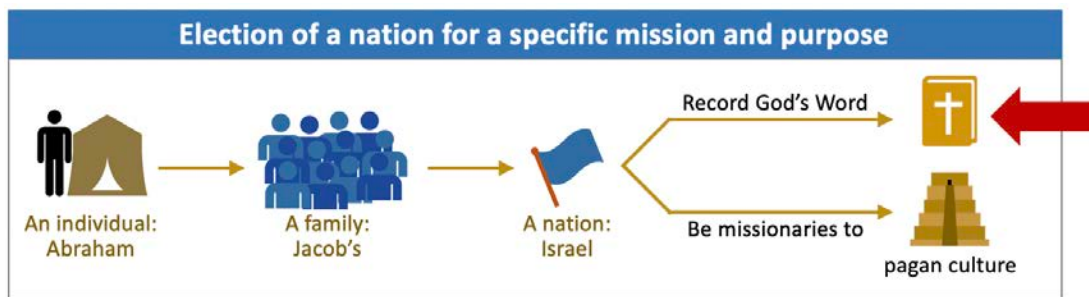 Election of a nation for a specific mission and purpose
Record God's Word
An individual:
Abraham
A family:
Jacob's
A nation:
Israel
Be missionaries to
pagan culture